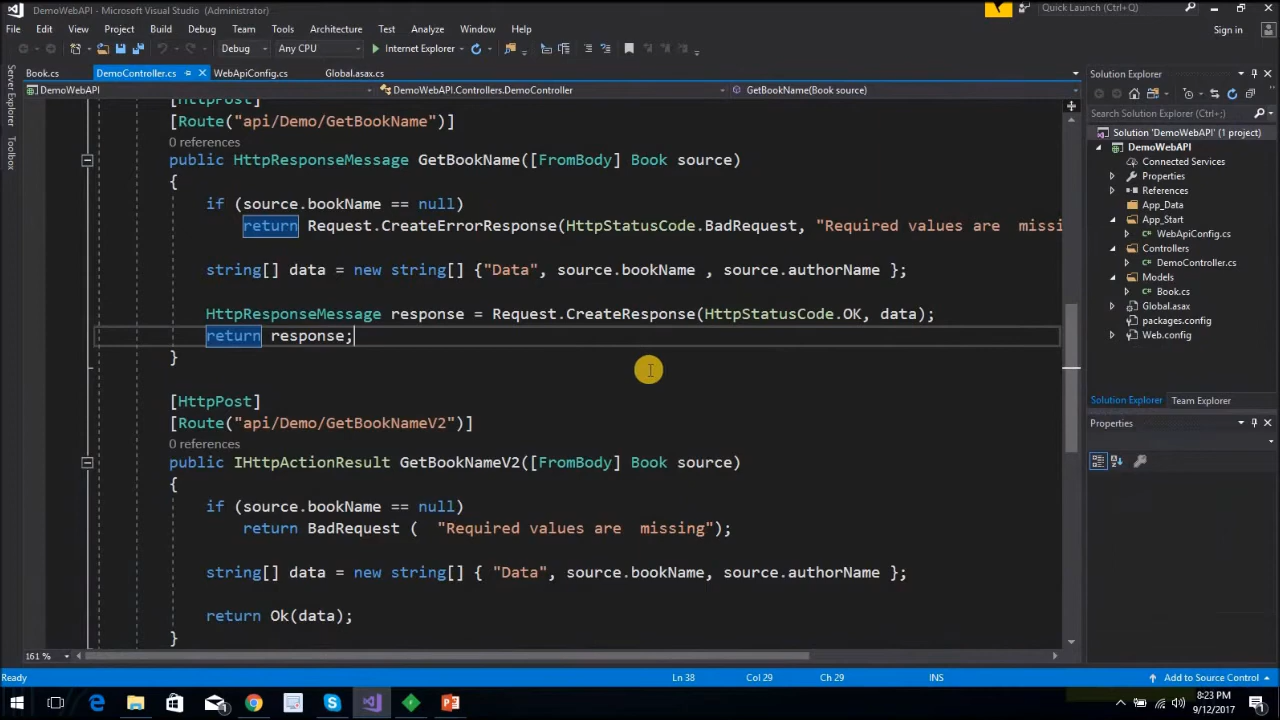 DemoWebAPI - Microsoft Visual Studio (Administrator)
Quick Launch (Ctrl+Q)
File Edit View Project Build Debug Team Tools Architecture Test Analyze Window Help
Sign in
Debug Any CPU Internet Explorer
Server Explorer
Toolbox
Book.cs DemoController.cs WebApiConfig.cs Global.asax.cs
DemoWebAPI DemoWebAPI.Controllers.DemoController GetBookName(Book source)
[HttpPost]
[Route("api/Demo/GetBookName")]
0 references
public HttpResponseMessage GetBookName([FromBody] Book source)
{
if (source.bookName == null)
return Request.CreateErrorResponse(HttpStatusCode.BadRequest, "Required values are  missi
string[] data = new string[] {"Data", source.bookName , source.authorName };
HttpResponseMessage response = Request.CreateResponse(HttpStatusCode.OK, data);
return response;
}
[HttpPost]
[Route("api/Demo/GetBookNameV2")]
0 references
public IHttpActionResult GetBookNameV2([FromBody] Book source)
{
if (source.bookName == null)
return BadRequest (  "Required values are  missing");
string[] data = new string[] { "Data", source.bookName, source.authorName };
return Ok(data);
}
161 %
Solution Explorer
Search Solution Explorer (Ctrl+;)
Solution 'DemoWebAPI' (1 project)
DemoWebAPI
Connected Services
Properties
References
App_Data
App_Start
WebApiConfig.cs
Controllers
DemoController.cs
Models
Book.cs
Global.asax
packages.config
Web.config
Solution Explorer Team Explorer
Properties
Ready Ln 38 Col 29 Ch 29 INS Add to Source Control
8:23 PM
9/12/2017